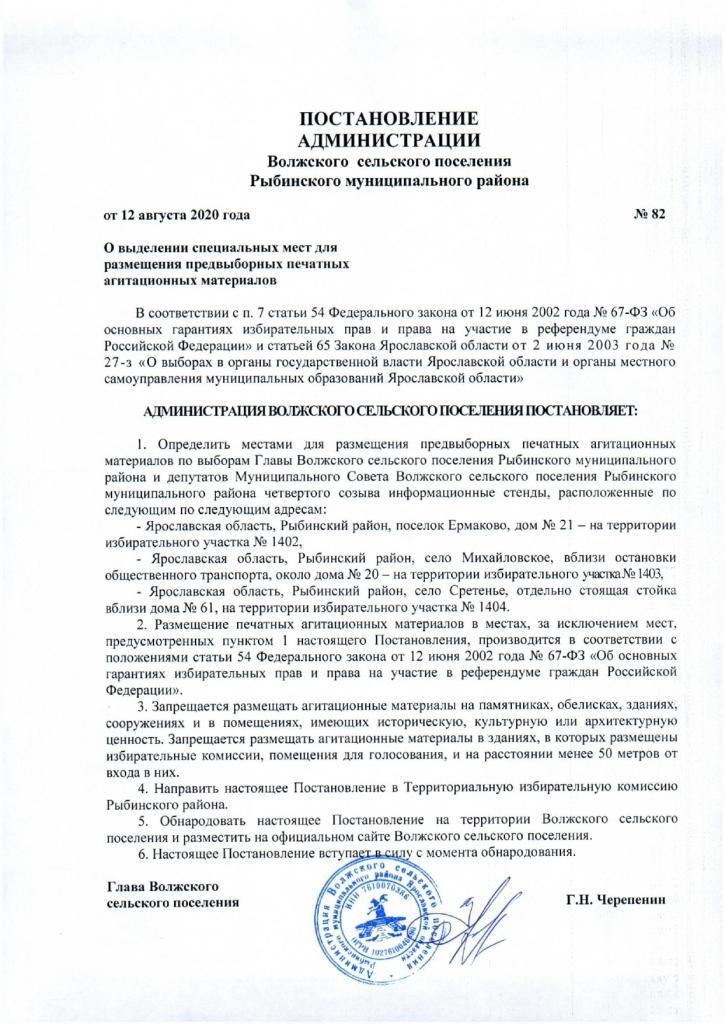 ПОСТАНОВЛЕНИЕ
АДМИНИСТРАЦИИ
Волжского сельского поселения
Рыбинского муниципального района
от 12 августа 2020 года № 82
О выделении специальных мест для
размещения предвыборных печатных
агитационных материалов
В соответствии с п. 7 статьи 54 Федерального закона от 12 июня 2002 года № 67-ФЗ «Об
основных гарантиях избирательных прав и права на участие в референдуме граждан
Российской Федерации» и статьей 65 Закона Ярославской области от 2 июня 2003 года №
27-з «О выборах в органы государственной власти Ярославской области и органы местного
самоуправления муниципальных образований Ярославской области»
АДМИНИСТРАЦИЯ ВОЛЖСКОГО СЕЛЬСКОГО ПОСЕЛЕНИЯ ПОСТАНОВЛЯЕТ:
1. Определить местами для размещения предвыборных печатных агитационных
материалов по выборам Главы Волжского сельского поселения Рыбинского муниципального
района и депутатов Муниципального Совета Волжского сельского поселения Рыбинского
муниципального района четвертого созыва информационные стенды, расположенные по
следующим по следующим адресам:
- Ярославская область, Рыбинский район, поселок Ермаково, дом № 21 – на территории
избирательного участка № 1402,
- Ярославская область, Рыбинский район, село Михайловское, вблизи остановки
общественного транспорта, около дома № 20 – на территории избирательного участка № 1403,
- Ярославская область, Рыбинский район, село Сретенье, отдельно стоящая стойка
вблизи дома № 61, на территории избирательного участка № 1404.
2. Размещение печатных агитационных материалов в местах, за исключением мест,
предусмотренных пунктом 1 настоящего Постановления, производится в соответствии с
положениями статьи 54 Федерального закона от 12 июня 2002 года № 67-ФЗ «Об основных
гарантиях избирательных прав и права на участие в референдуме граждан Российской
Федерации».
3. Запрещается размещать агитационные материалы на памятниках, обелисках, зданиях,
сооружениях и в помещениях, имеющих историческую, культурную или архитектурную
ценность. Запрещается размещать агитационные материалы в зданиях, в которых размещены
избирательные комиссии, помещения для голосования, и на расстоянии менее 50 метров от
входа в них.
4. Направить настоящее Постановление в Территориальную избирательную комиссию
Рыбинского района.
5. Обнародовать настоящее Постановление на территории Волжского сельского
поселения и разместить на официальном сайте Волжского сельского поселения.
6. Настоящее Постановление вступает в силу с момента обнародования.
Глава Волжского
сельского поселения Г.Н. Черепенин
Администрация Волжского сельского поселения
Рыбинского муниципального района Ярославской области
ИНН 7610070386